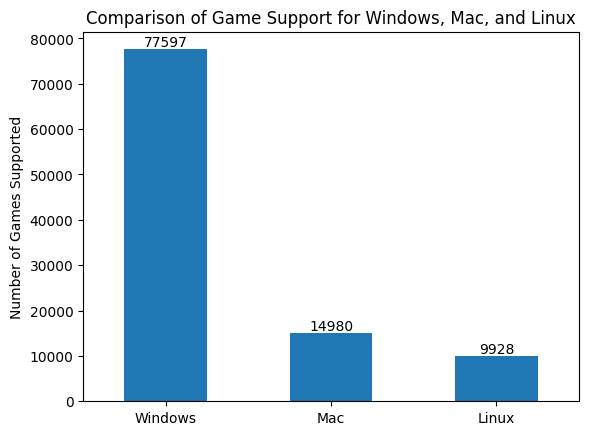 Comparison of Game Support for Windows, Mac, and Linux
Number of Games Supported
80000
70000
60000
50000
40000
30000
20000
10000
0
77597
14980
9928
Windows
Mac
Linux